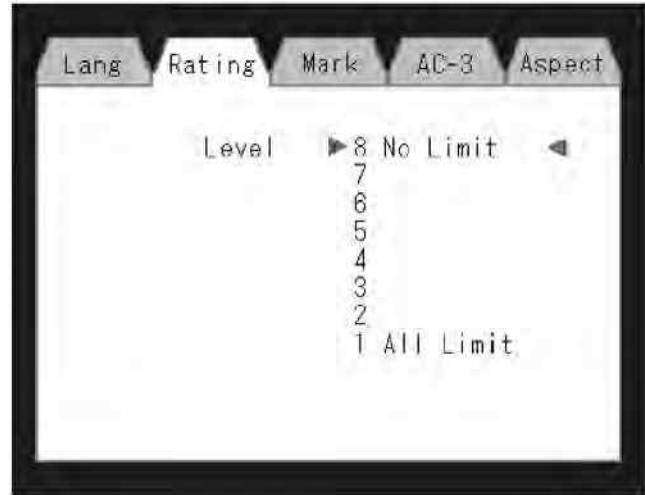 Lang Rating Mark AC-3 Aspect
Level ▶8 No Limit ◀
7
6
5
4
3
2
1 All Limit